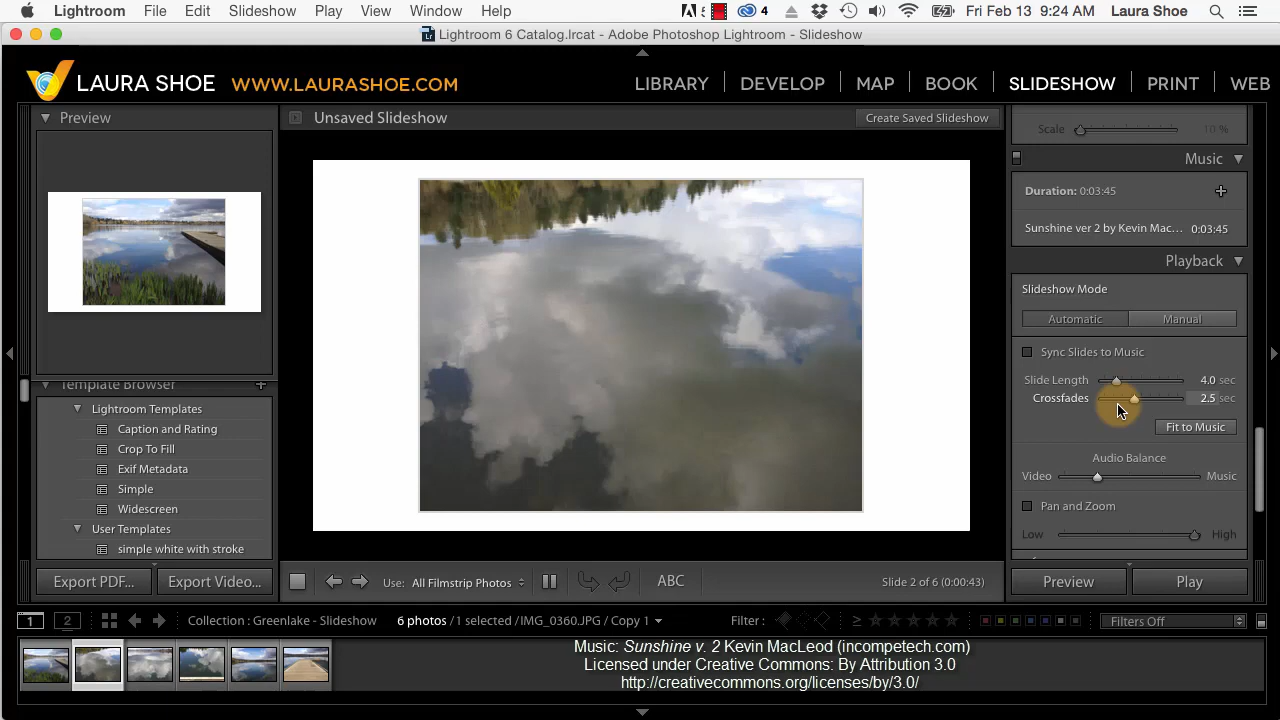 Lightroom File Edit Slideshow Play View Window Help 4 Fri Feb 13 9:24 AM Laura Shoe
Lightroom 6 Catalog.lrcat - Adobe Photoshop Lightroom - Slideshow
LAURA SHOE WWW.LAURASHOE.COM LIBRARY DEVELOP MAP BOOK SLIDESHOW PRINT WEB
Preview
Unsaved Slideshow
Create Saved Slideshow
Scale 10 %
Music
Duration: 0:03:45
Sunshine ver 2 by Kevin Mac... 0:03:45
Playback
Slideshow Mode
Automatic Manual
Sync Slides to Music
Slide Length 4.0 sec
Crossfades 2.5 sec
Fit to Music
Audio Balance
Video Music
Pan and Zoom
Low High
Template Browser
Lightroom Templates
Caption and Rating
Crop To Fill
Exif Metadata
Simple
Widescreen
User Templates
simple white with stroke
Export PDF... Export Video...
Use: All Filmstrip Photos ABC Slide 2 of 6 (0:00:43)
Preview Play
1 2 Collection : Greenlake - Slideshow 6 photos / 1 selected / IMG_0360.JPG / Copy 1 Filter : Filters Off
Music: Sunshine v. 2 Kevin MacLeod (incompetech.com)
Licensed under Creative Commons: By Attribution 3.0
http://creativecommons.org/licenses/by/3.0/